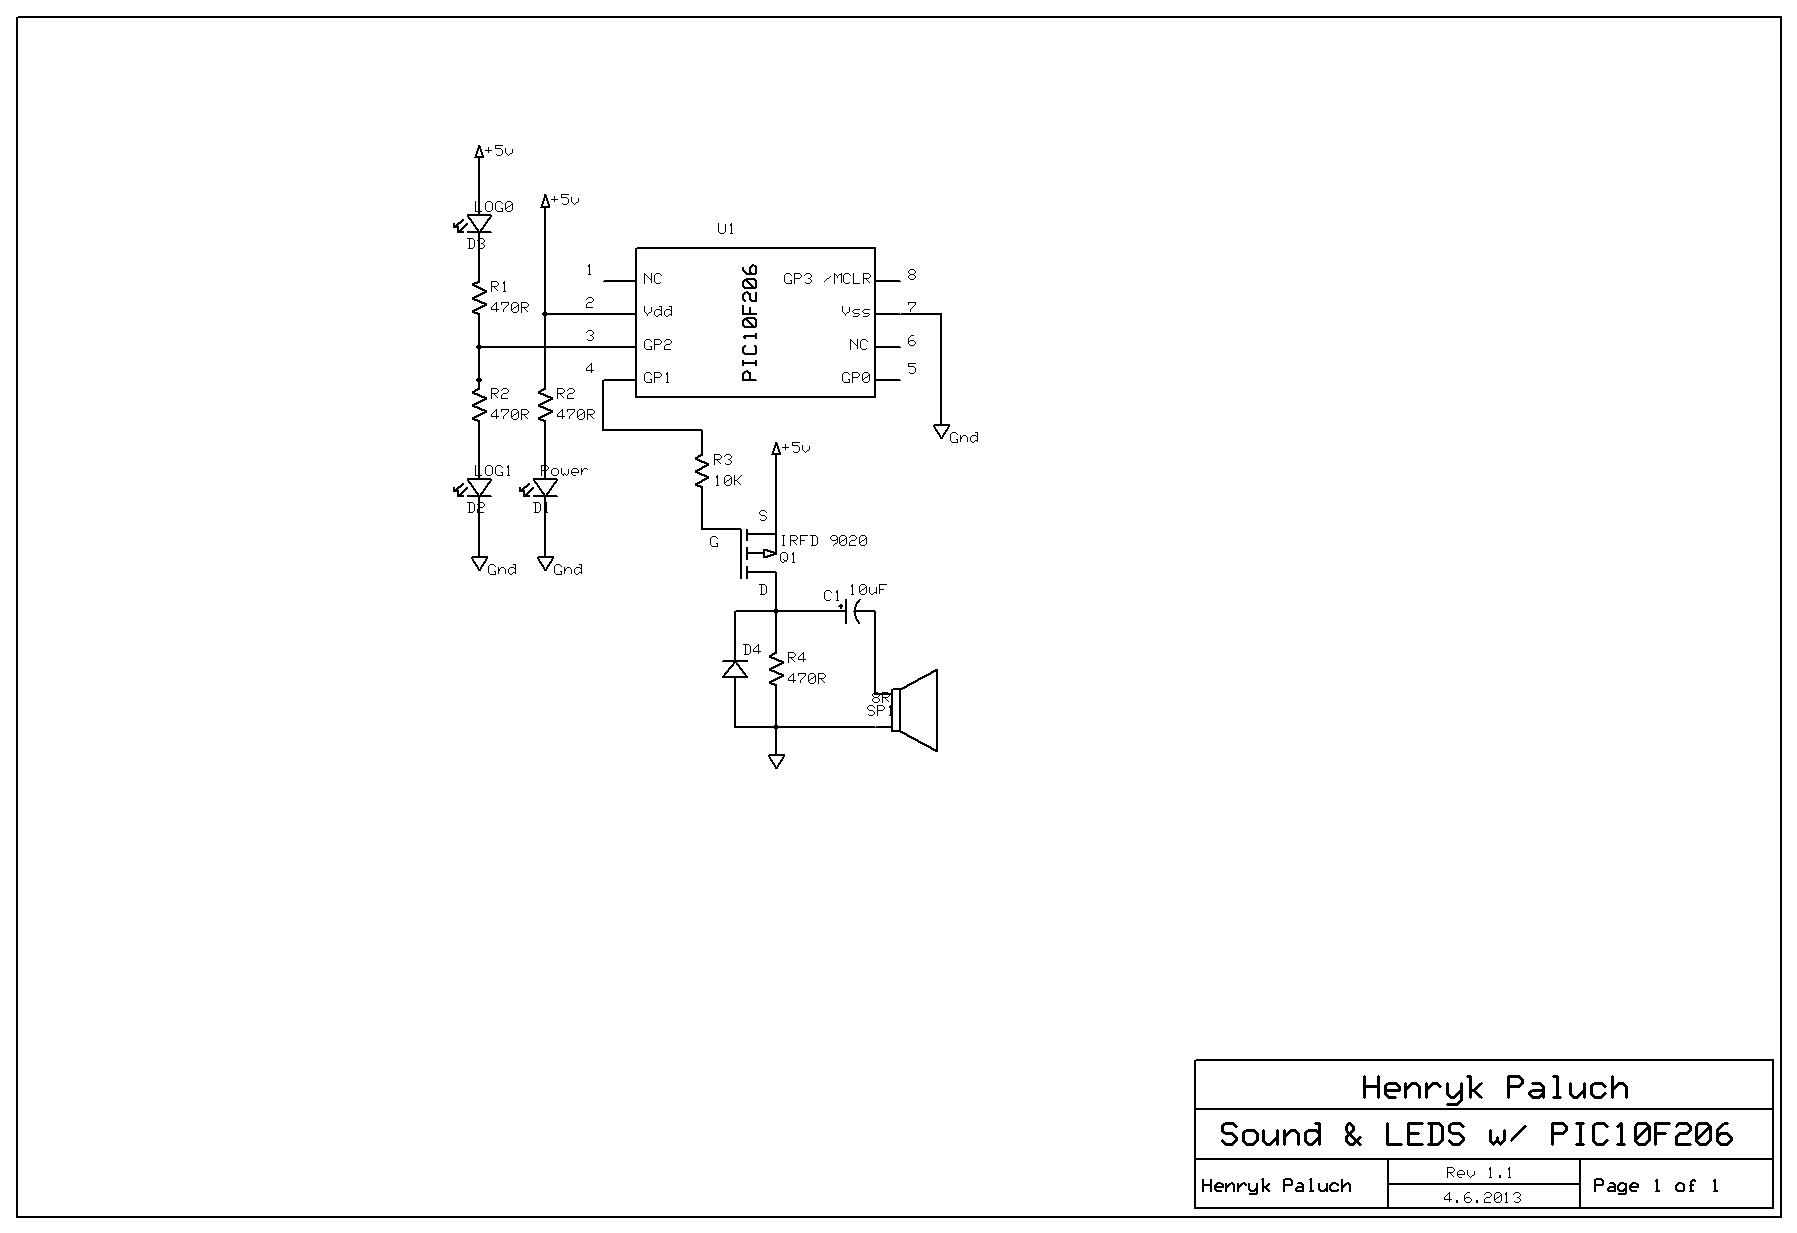 +5v
+5v
LOG0
D3
U1
R1
470R
1
2
3
4
NC
Vdd
GP2
GP1
PIC10F206
GP3 /MCLR
Vss
NC
GP0
8
7
6
5
R2
470R
R2
470R
Gnd
LOG1
D2
Power
D1
R3
10K
+5v
S
G
IRFD 9020
Q1
D
Gnd
Gnd
C1
10uF
D4
R4
470R
8R
SP1
Henryk Paluch
Sound & LEDS w/ PIC10F206
Henryk Paluch
Rev 1.1
4.6.2013
Page 1 of 1